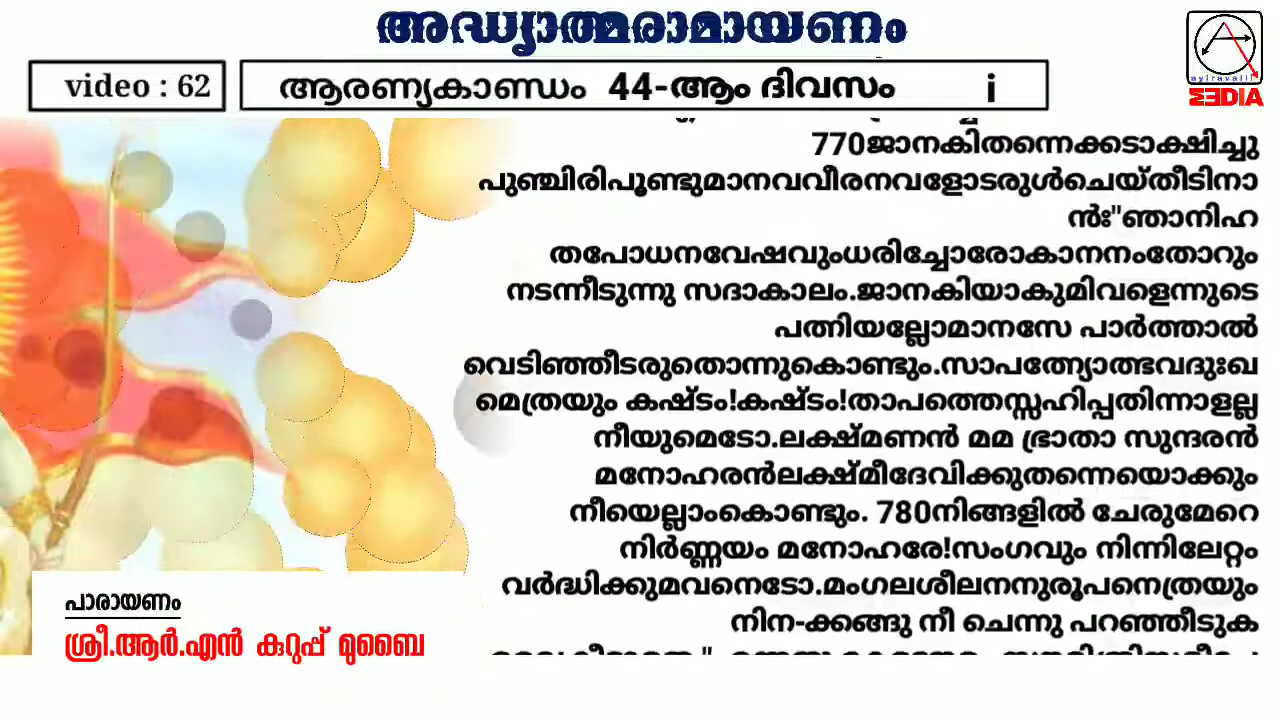 അദ്ധ്യാത്മരാമായണം
video : 62
ആരണ്യകാണ്ഡം 44-ആം ദിവസം i
ayiravalli
MEDIA
770ജാനകിതന്നെക്കടാക്ഷിച്ചു
പുഞ്ചിരിപൂണ്ടുമാനവവീരനവളോടരുൾചെയ്തീടിനാ
ൻഃ"ഞാനിഹ
തപോധനവേഷവുംധരിച്ചോരോകാനനംതോറും
നടന്നീടുന്നു സദാകാലം.ജാനകിയാകുമിവളെന്നുടെ
പത്നിയല്ലോമാനസേ പാർത്താൽ
വെടിഞ്ഞീടരുതൊന്നുകൊണ്ടും.സാപത്ന്യോത്ഭവദുഃഖ
മെത്രയും കഷ്ടം!കഷ്ടം!താപത്തെസ്സഹിപ്പതിന്നാളല്ല
നീയുമെടോ.ലക്ഷ്മണൻ മമ ഭ്രാതാ സുന്ദരൻ
മനോഹരൻലക്ഷ്മീദേവിക്കുതന്നെയൊക്കും
നീയെല്ലാംകൊണ്ടും. 780നിങ്ങളിൽ ചേരുമേറെ
നിർണ്ണയം മനോഹരേ!സംഗവും നിന്നിലേറ്റം
വർദ്ധിക്കുമവനെടോ.മംഗലശീലനനുരൂപനെത്രയും
നിന-ക്കങ്ങു നീ ചെന്നു പറഞ്ഞീടുക
പാരായണം
ശ്രീ.ആർ.എൻ കുറുപ്പ് മുബൈ